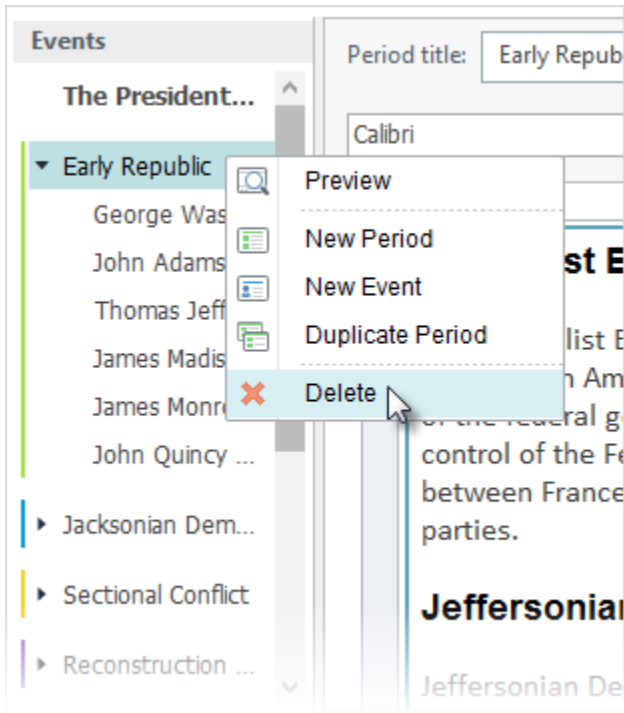 Events
The President...
Early Republic
George Was
John Adams
Thomas Jeff
James Madis
James Monr
John Quincy ...
Jacksonian Dem...
Sectional Conflict
Reconstruction ...
Preview
New Period
New Event
Duplicate Period
Delete
Period title: Early Repub
Calibri
st E
list E
n Am
of the federal g
control of the Fe
between France
parties.
Jeffersonia
Jeffersonian De